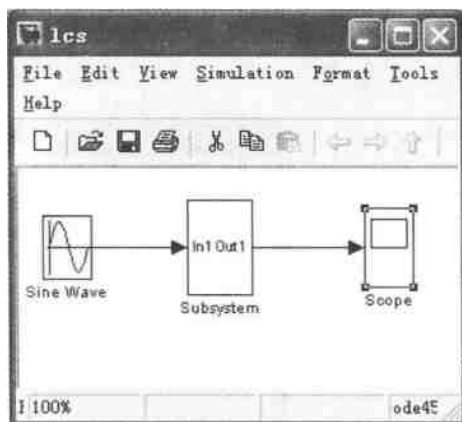 lcs
File Edit View Simulation Format Tools
Help
In1 Out1
Sine Wave
Subsystem
Scope
100%
ode45